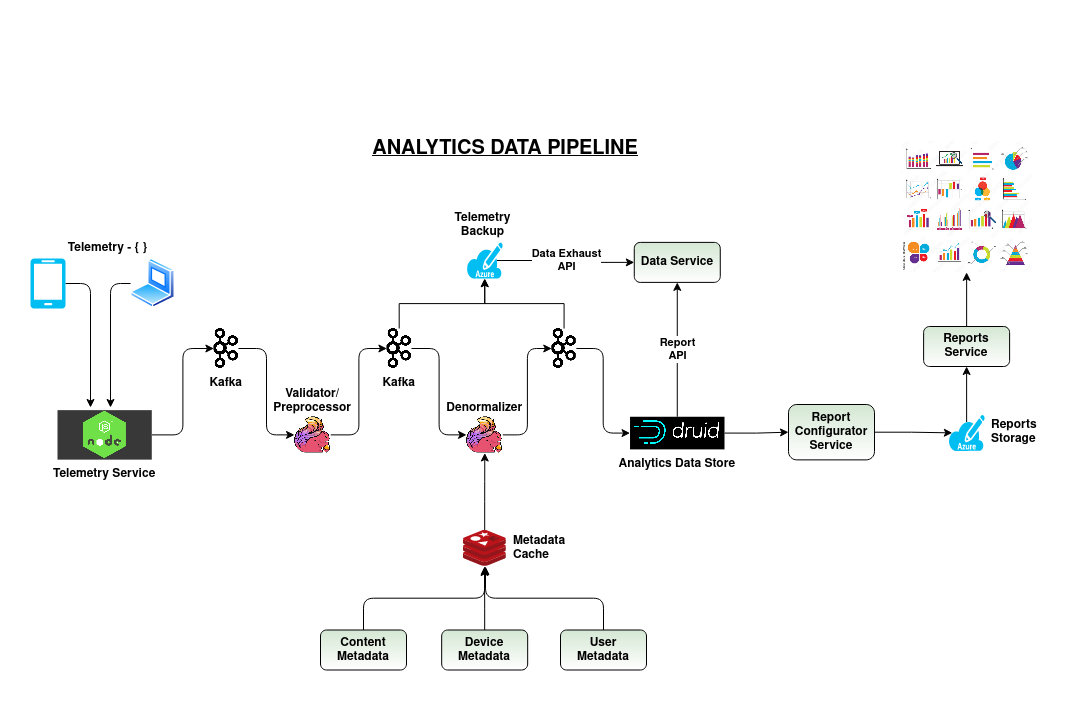 ANALYTICS DATA PIPELINE
Telemetry
Backup
Telemetry - { }
Azure
Data Exhaust
API
Data Service
Reports
Service
Report
API
Kafka
Kafka
Validator/
Preprocessor
Denormalizer
JS
node
Telemetry Service
druid
Analytics Data Store
Report
Configurator
Service
Azure
Reports
Storage
Metadata
Cache
Content
Metadata
Device
Metadata
User
Metadata